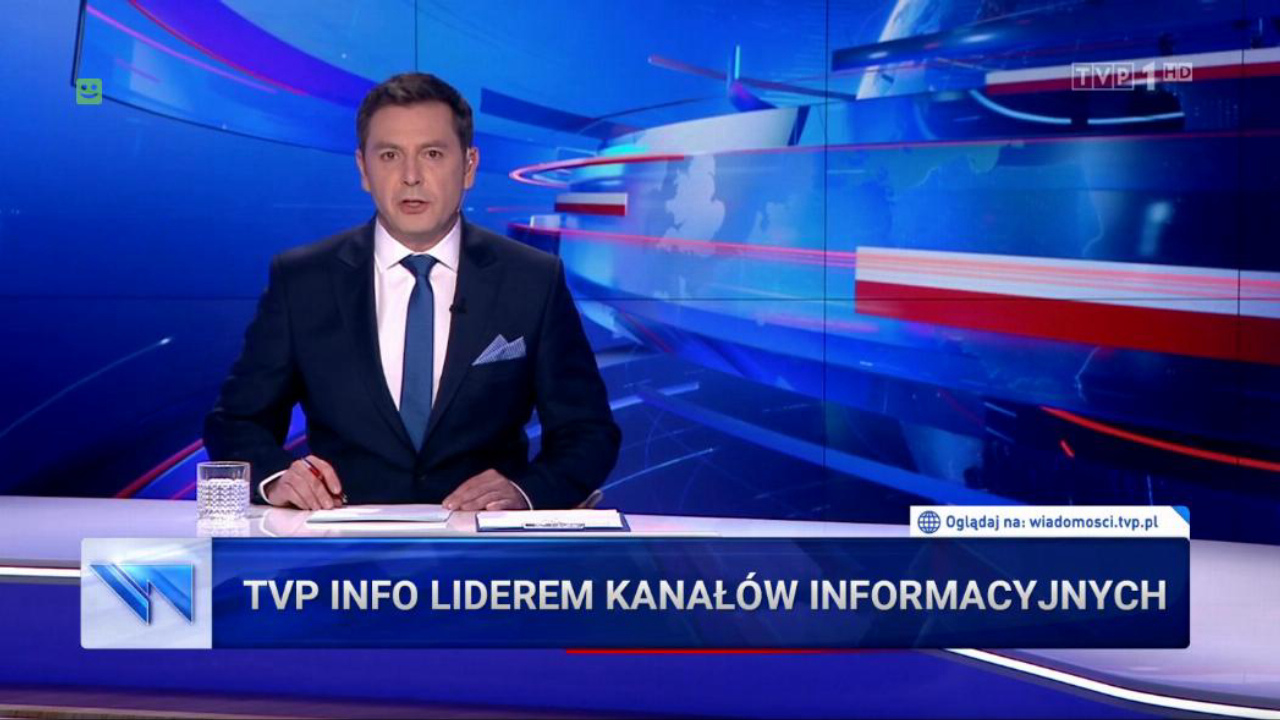 TVP1 HD
Oglądaj na: wiadomosci.tvp.pl
TVP INFO LIDEREM KANAŁÓW INFORMACYJNYCH